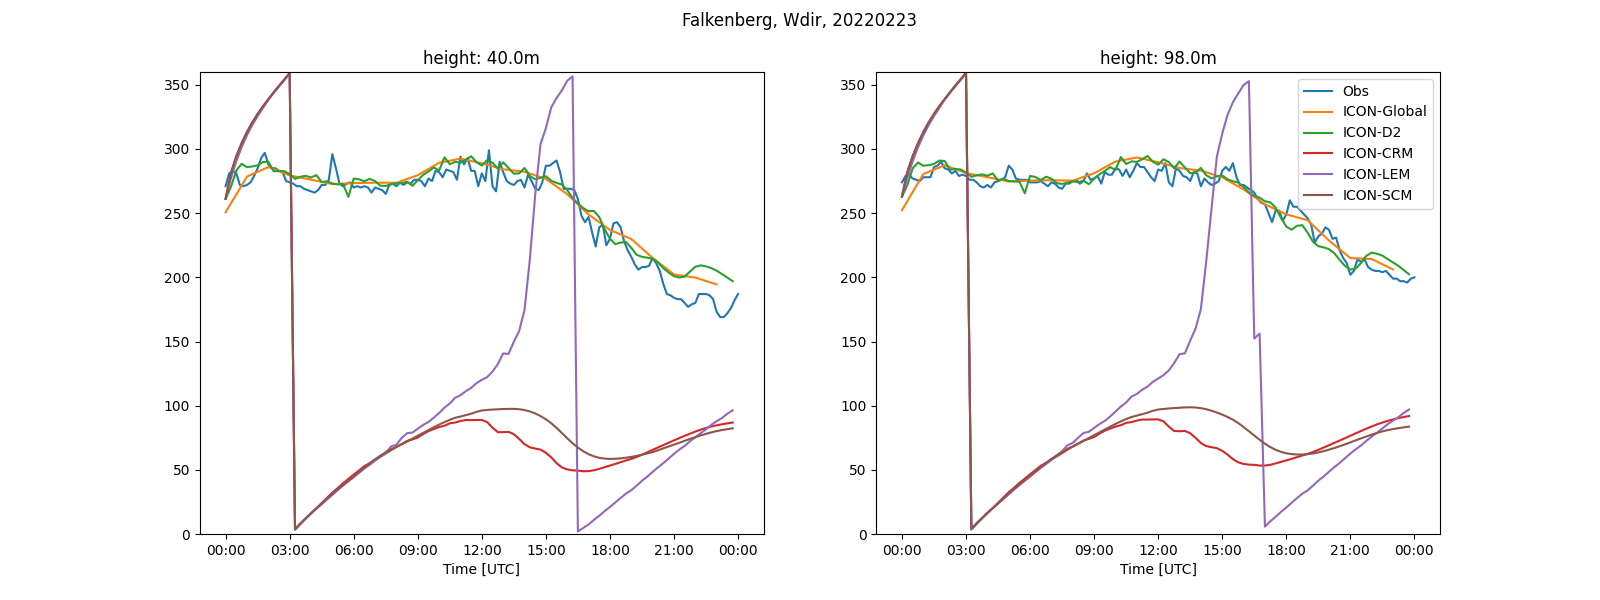 Falkenberg, Wdir, 20220223
height: 40.0m
350
300
250
200
150
100
50
0
00:00 03:00 06:00 09:00 12:00 15:00 18:00 21:00 00:00
Time [UTC]
height: 98.0m
350
300
250
200
150
100
50
0
00:00 03:00 06:00 09:00 12:00 15:00 18:00 21:00 00:00
Time [UTC]
Obs
ICON-Global
ICON-D2
ICON-CRM
ICON-LEM
ICON-SCM